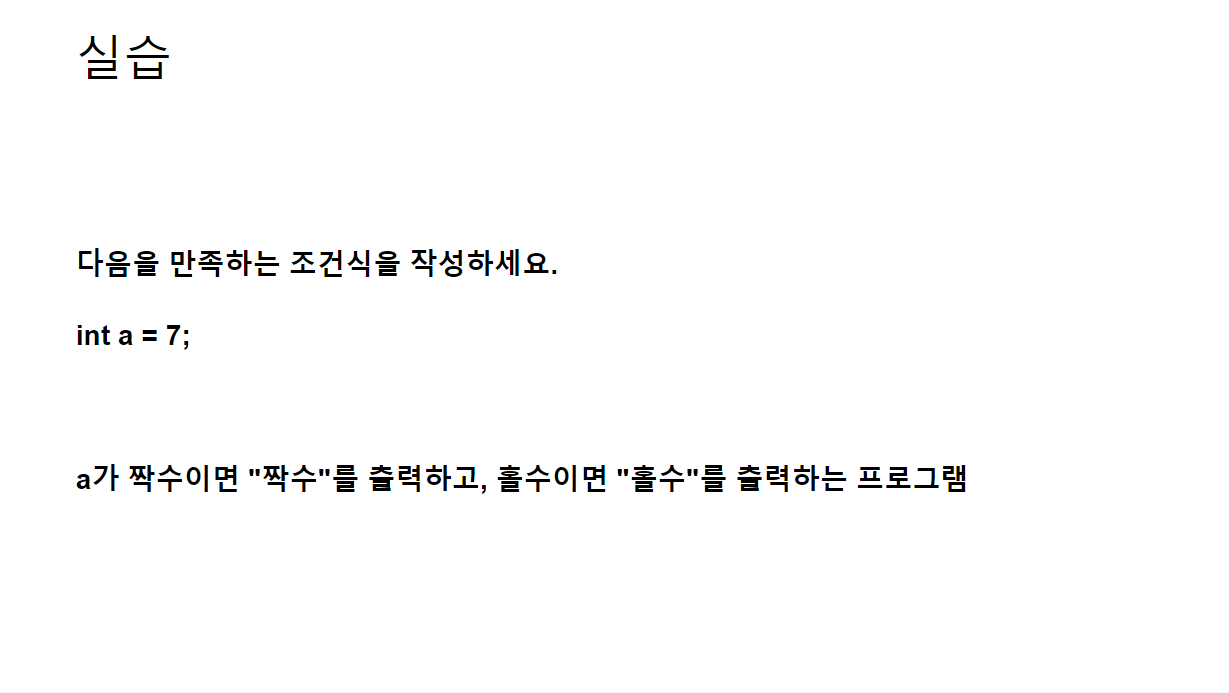 실습
다음을 만족하는 조건식을 작성하세요.
int a = 7;
a가 짝수이면 "짝수"를 출력하고, 홀수이면 "홀수"를 출력하는 프로그램